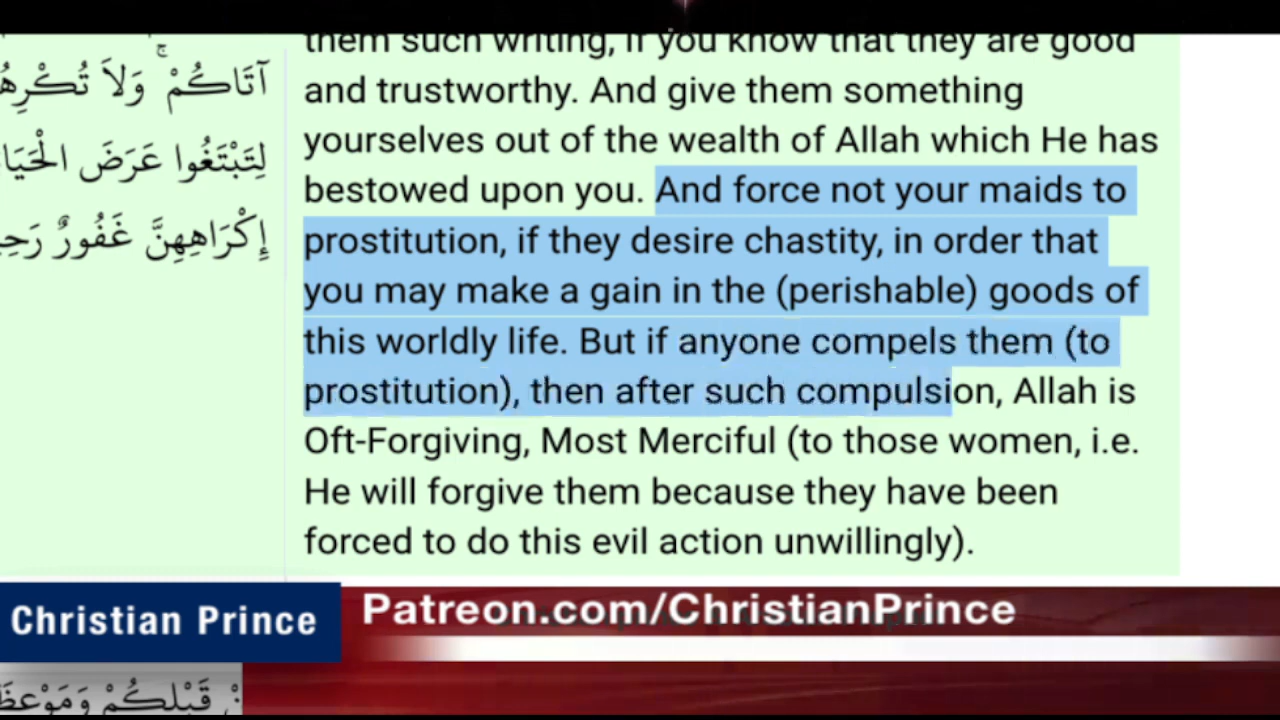 آتَاكُمْ ۚ وَلاَ
لِتَبْتَغُوا عَرَضَ
إِكْرَاهِهِنَّ غَفُورٌ
them such writing, if you know that they are good
and trustworthy. And give them something
yourselves out of the wealth of Allah which He has
bestowed upon you. And force not your maids to
prostitution, if they desire chastity, in order that
you may make a gain in the (perishable) goods of
this worldly life. But if anyone compels them (to
prostitution), then after such compulsion, Allah is
Oft-Forgiving, Most Merciful (to those women, i.e.
He will forgive them because they have been
forced to do this evil action unwillingly).
Christian Prince
Patreon.com/ChristianPrince
قَبْلِكُمْ